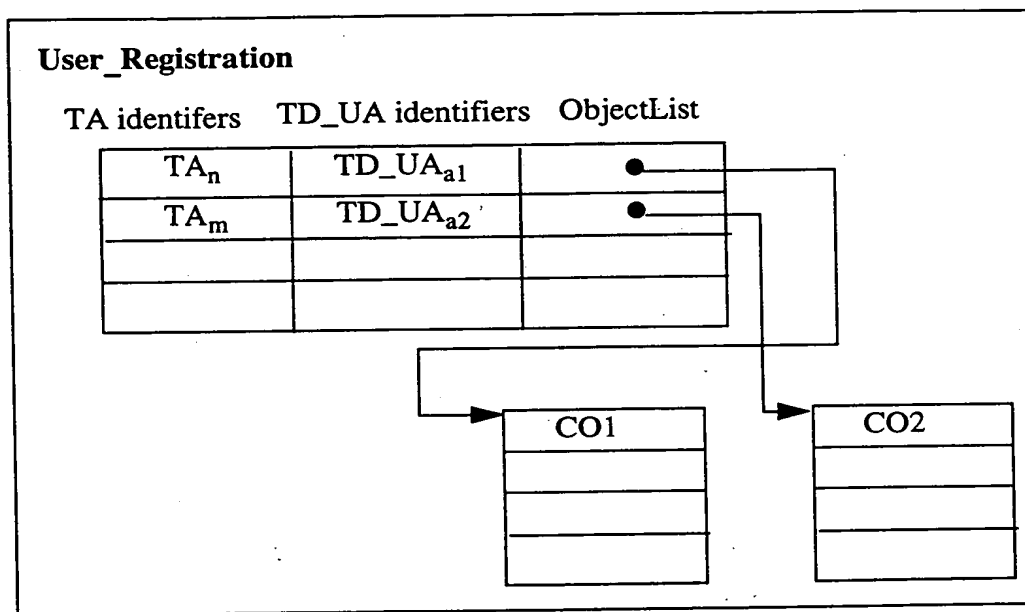 User_Registration
TA identifers TD_UA identifiers ObjectList
TAn TD_UAa1
TAm TD_UAa2
CO1 CO2